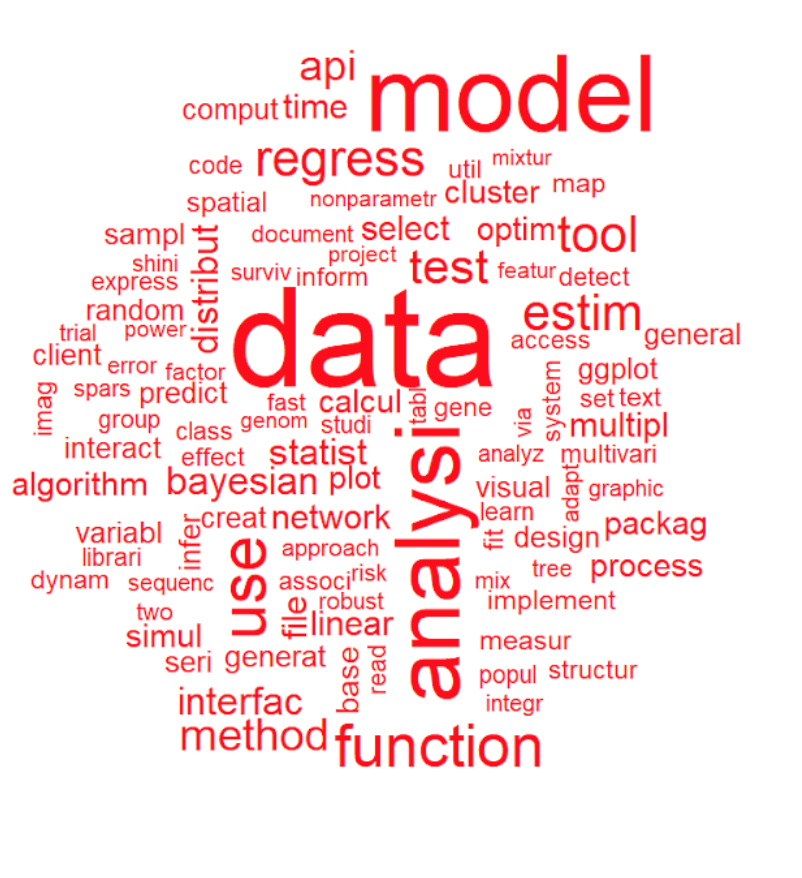 api
model
comput
time
regress
mixtur
code
util
cluster
map
spatial
nonparametr
sampl
distribut
document
select
optim
tool
project
shini
express
surviv
inform
test
featur
detect
random
data
estim
trial
power
access
general
client
error
factor
ggplot
imag
spars
predict
fast
calcul
tabl
gene
system
set
text
group
class
genom
studi
via
multipl
interact
effect
statist
analysi
analyz
multivari
algorithm
bayesian
plot
visual
adapt
graphic
variabl
infer
creat
network
learn
fit
design
packag
librari
use
approach
dynam
sequenc
associ
risk
mix
tree
process
two
file
robust
implement
simul
linear
measur
seri
generat
base
read
popul
structur
interfac
integr
method
function